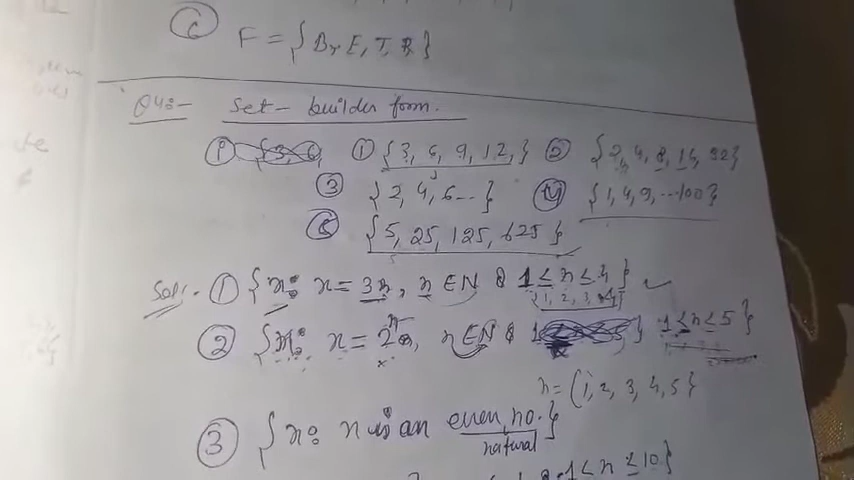 (C) F = {B, E, T, R}
Q4:- Set-builder form.
(1) {3, 6, 9, 12,} (2) {2, 4, 8, 16, 32}
(3) {2, 4, 6...} (4) {1, 4, 9, ...100}
(5) {5, 25, 125, 625}
Sol:. (1) {x: x = 3n, n ∈ N & 1 ≤ n ≤ 4}
{1, 2, 3, 4}
(2) {x: x = 2ⁿ, n ∈ N & 1 ≤ n ≤ 5}
n = {1, 2, 3, 4, 5}
(3) {x: x is an even no.}
natural
1 < n ≤ 10}